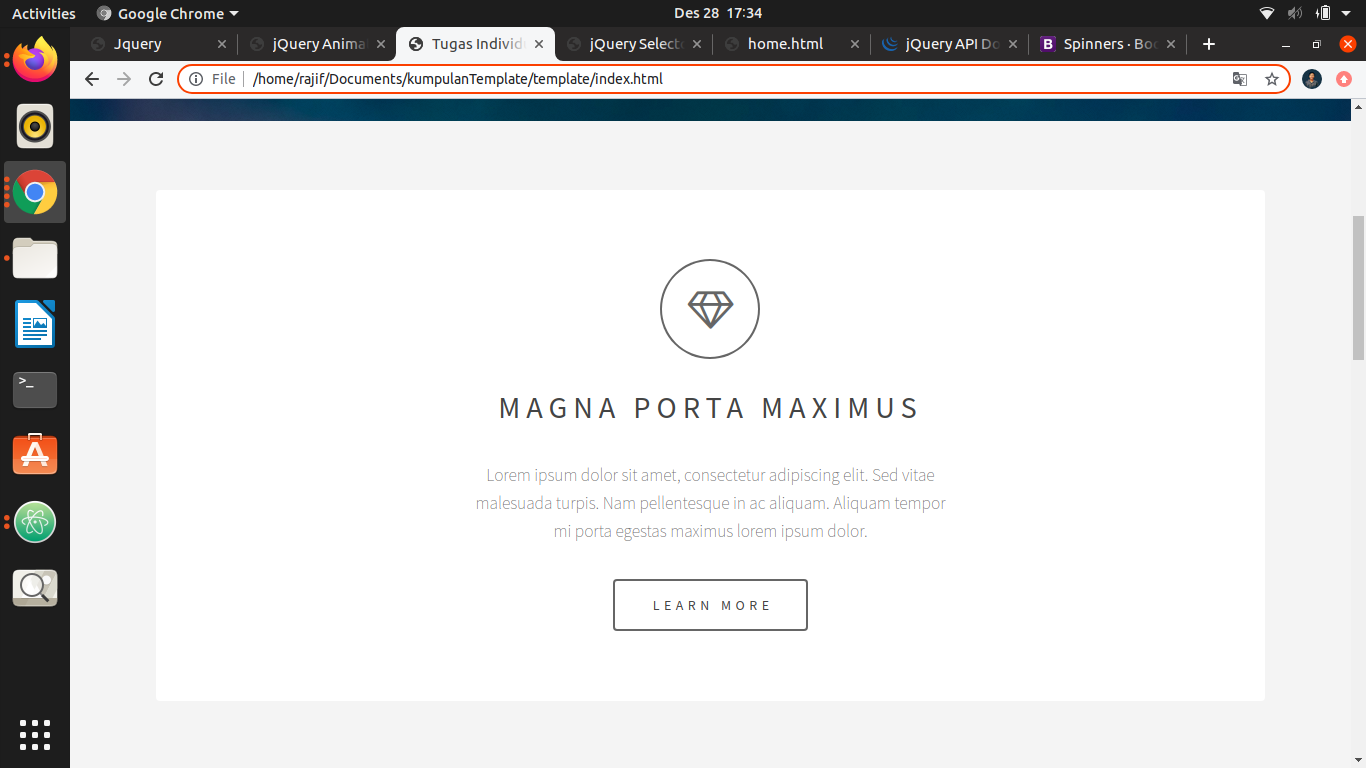 Activities Google Chrome Des 28 17:34
Jquery jQuery Anima Tugas Individ jQuery Selecto home.html jQuery API Do B Spinners · Boo
File /home/rajif/Documents/kumpulanTemplate/template/index.html
>_
MAGNA PORTA MAXIMUS
Lorem ipsum dolor sit amet, consectetur adipiscing elit. Sed vitae
malesuada turpis. Nam pellentesque in ac aliquam. Aliquam tempor
mi porta egestas maximus lorem ipsum dolor.
LEARN MORE